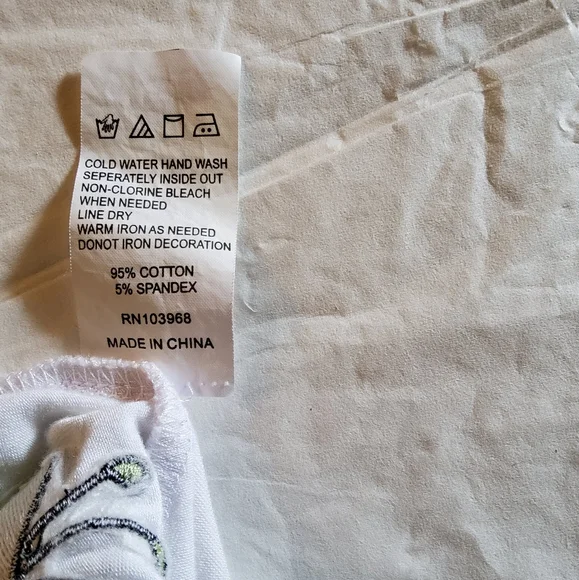 COLD WATER HAND WASH
SEPERATELY INSIDE OUT
NON-CLORINE BLEACH
WHEN NEEDED
LINE DRY
WARM IRON AS NEEDED
DONOT IRON DECORATION
95% COTTON
5% SPANDEX
RN103968
MADE IN CHINA